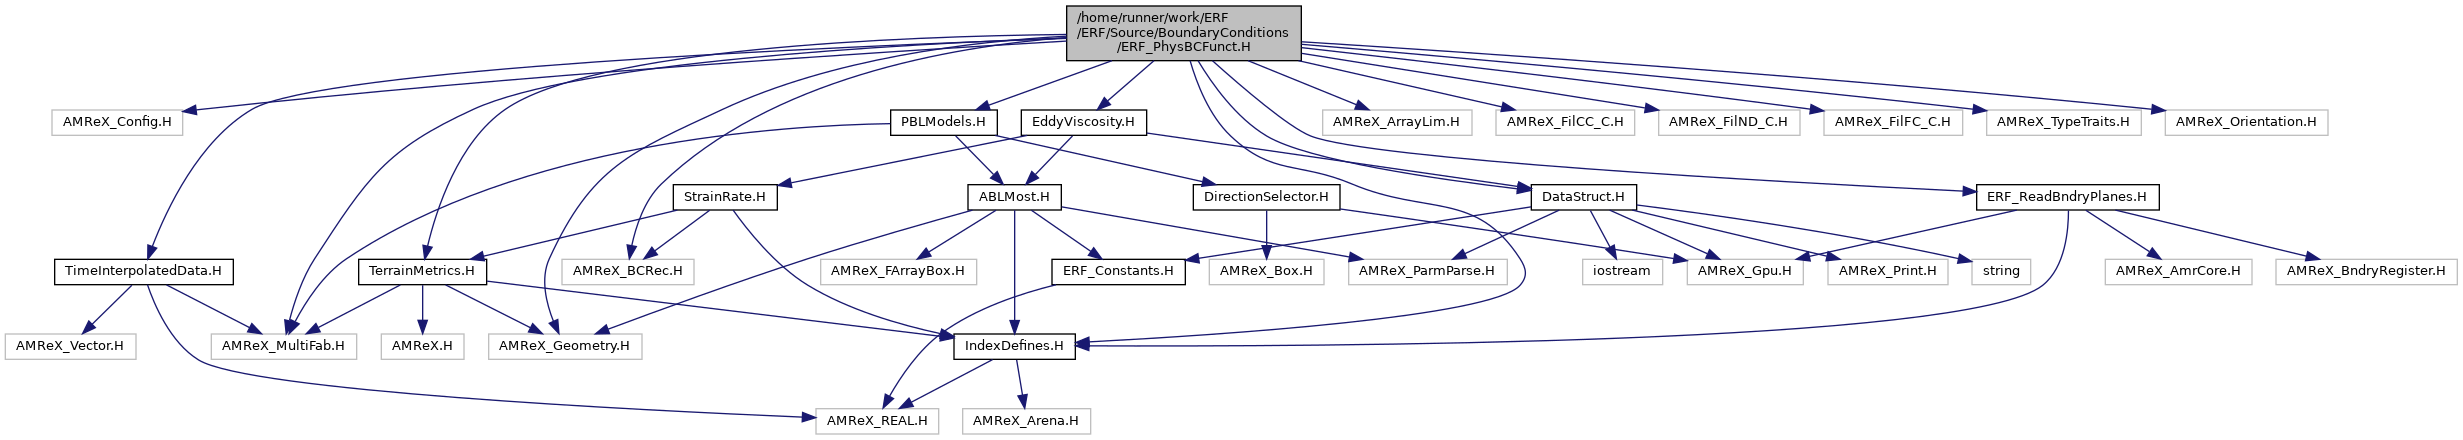 /home/runner/work/ERF
/ERF/Source/BoundaryConditions
/ERF_PhysBCFunct.H
AMReX_Config.H
PBLModels.H
EddyViscosity.H
AMReX_ArrayLim.H
AMReX_FilCC_C.H
AMReX_FilND_C.H
AMReX_FilFC_C.H
AMReX_TypeTraits.H
AMReX_Orientation.H
StrainRate.H
ABLMost.H
DirectionSelector.H
DataStruct.H
ERF_ReadBndryPlanes.H
TimeInterpolatedData.H
TerrainMetrics.H
AMReX_BCRec.H
AMReX_FArrayBox.H
ERF_Constants.H
AMReX_Box.H
AMReX_ParmParse.H
iostream
AMReX_Gpu.H
AMReX_Print.H
string
AMReX_AmrCore.H
AMReX_BndryRegister.H
AMReX_Vector.H
AMReX_MultiFab.H
AMReX.H
AMReX_Geometry.H
IndexDefines.H
AMReX_REAL.H
AMReX_Arena.H